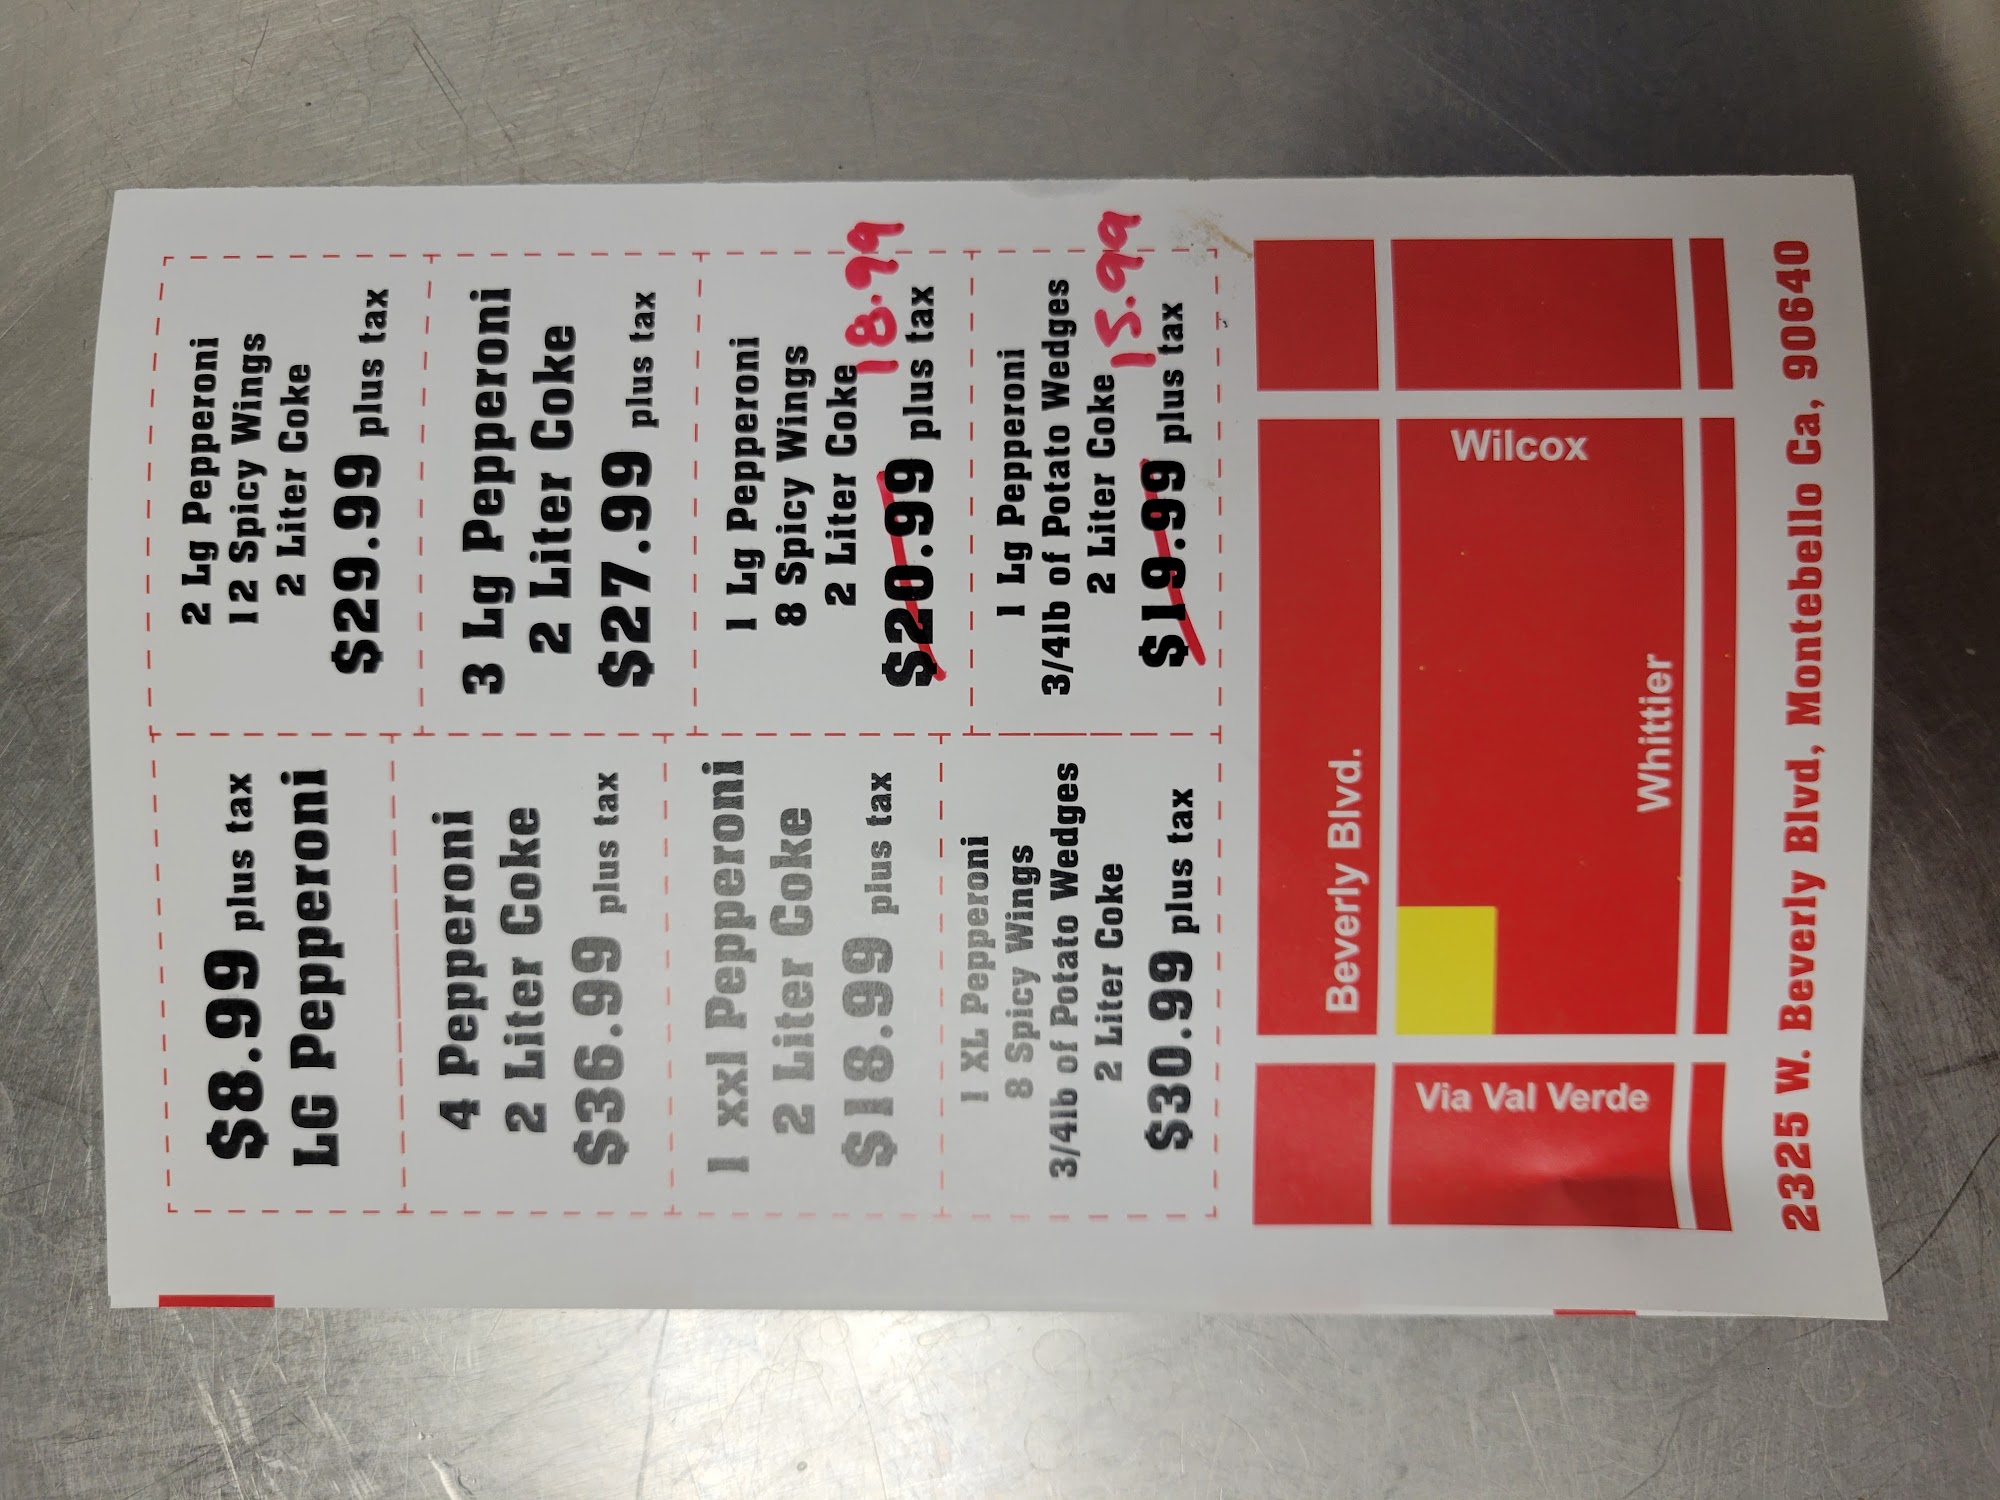 $8.99 plus tax
LG Pepperoni
2 Lg Pepperoni
12 Spicy Wings
2 Liter Coke
$29.99 plus tax
4 Pepperoni
2 Liter Coke
$36.99 plus tax
3 Lg Pepperoni
2 Liter Coke
$27.99 plus tax
1 xxl Pepperoni
2 Liter Coke
$18.99 plus tax
1 Lg Pepperoni
8 Spicy Wings
2 Liter Coke
18.99
$20.99 plus tax
1 XL Pepperoni
8 Spicy Wings
3/4lb of Potato Wedges
2 Liter Coke
$30.99 plus tax
1 Lg Pepperoni
3/4lb of Potato Wedges
2 Liter Coke
15.99
$19.99 plus tax
Beverly Blvd.
Via Val Verde
Wilcox
Whittier
2325 W. Beverly Blvd, Montebello Ca, 90640